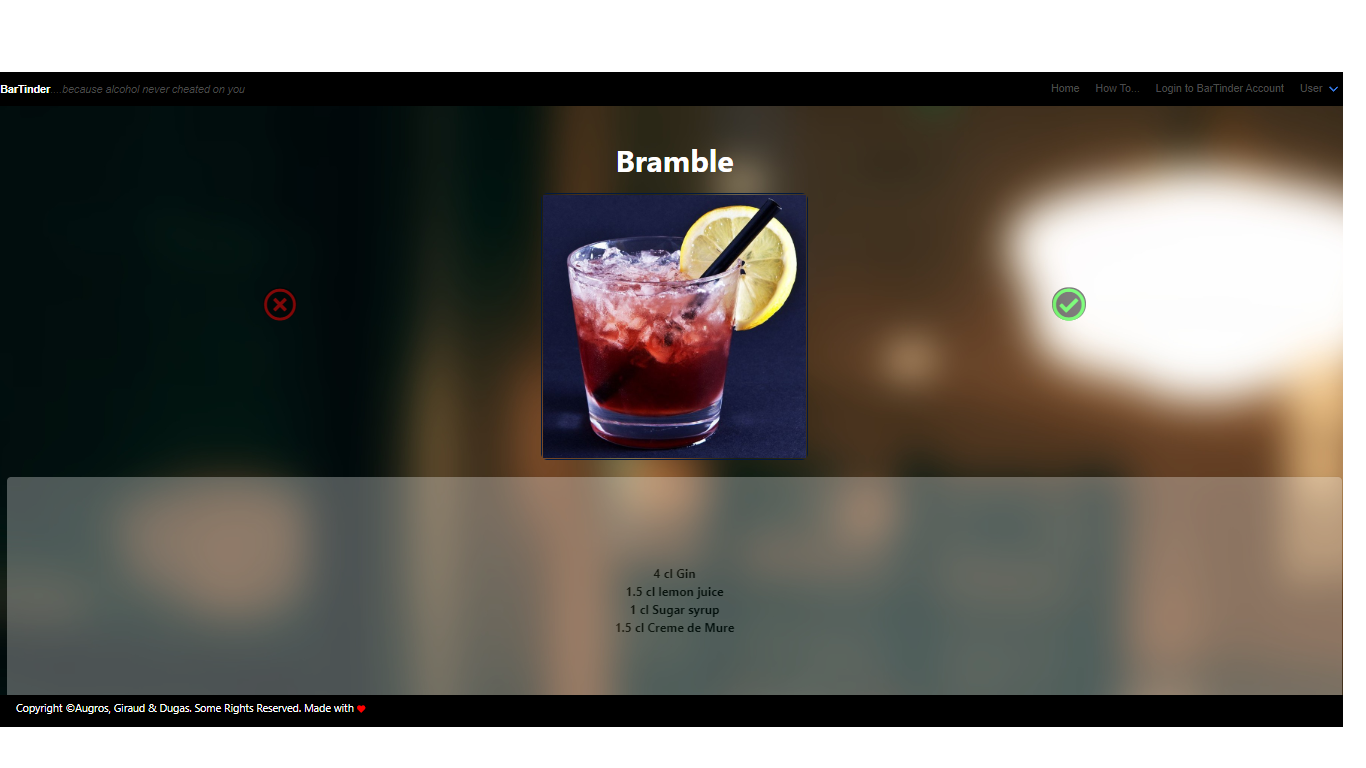 BarTinder ...because alcohol never cheated on you
Home How To... Login to BarTinder Account User
Bramble
4 cl Gin
1.5 cl lemon juice
1 cl Sugar syrup
1.5 cl Creme de Mure
Copyright ©Augros, Giraud & Dugas. Some Rights Reserved. Made with